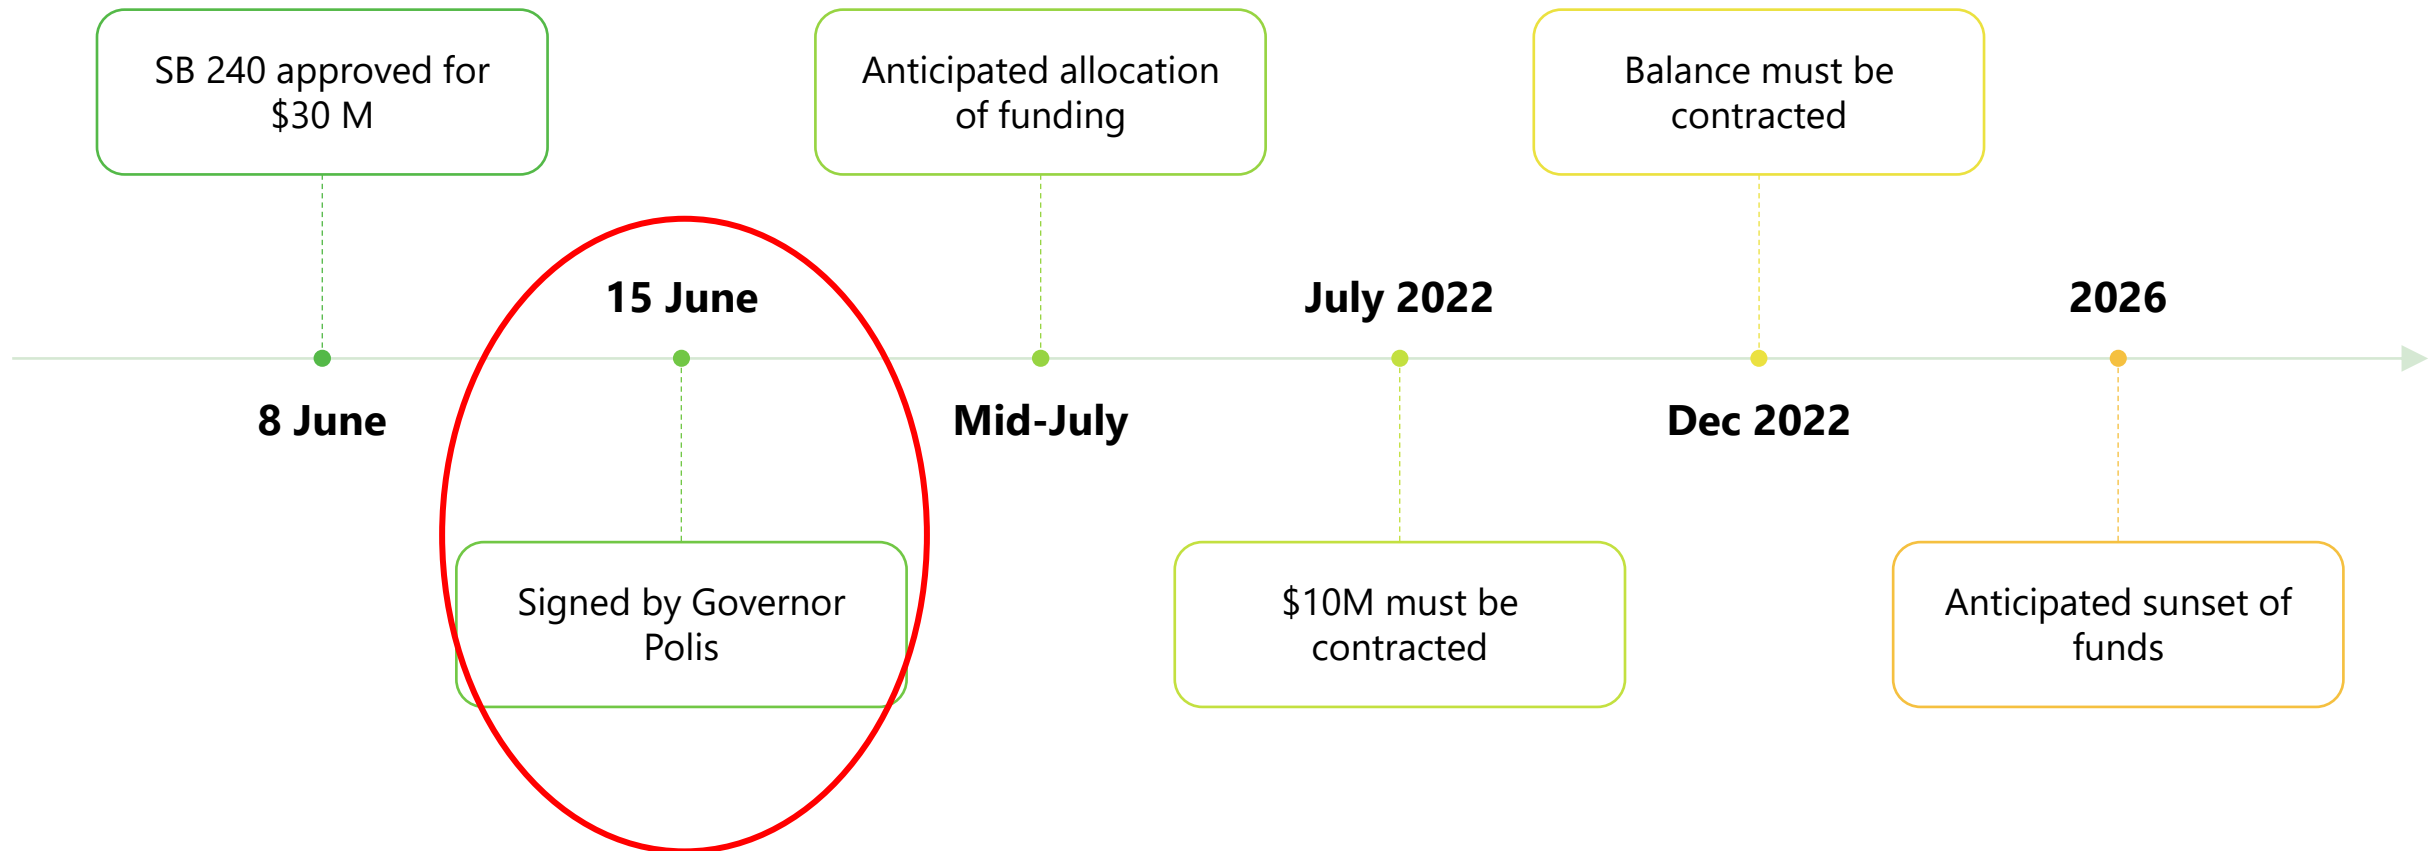 SB 240 approved for
$30 M
Anticipated allocation
of funding
Balance must be
contracted
15 June
July 2022
2026
8 June
Mid-July
Dec 2022
Signed by Governor
Polis
$10M must be
contracted
Anticipated sunset of
funds